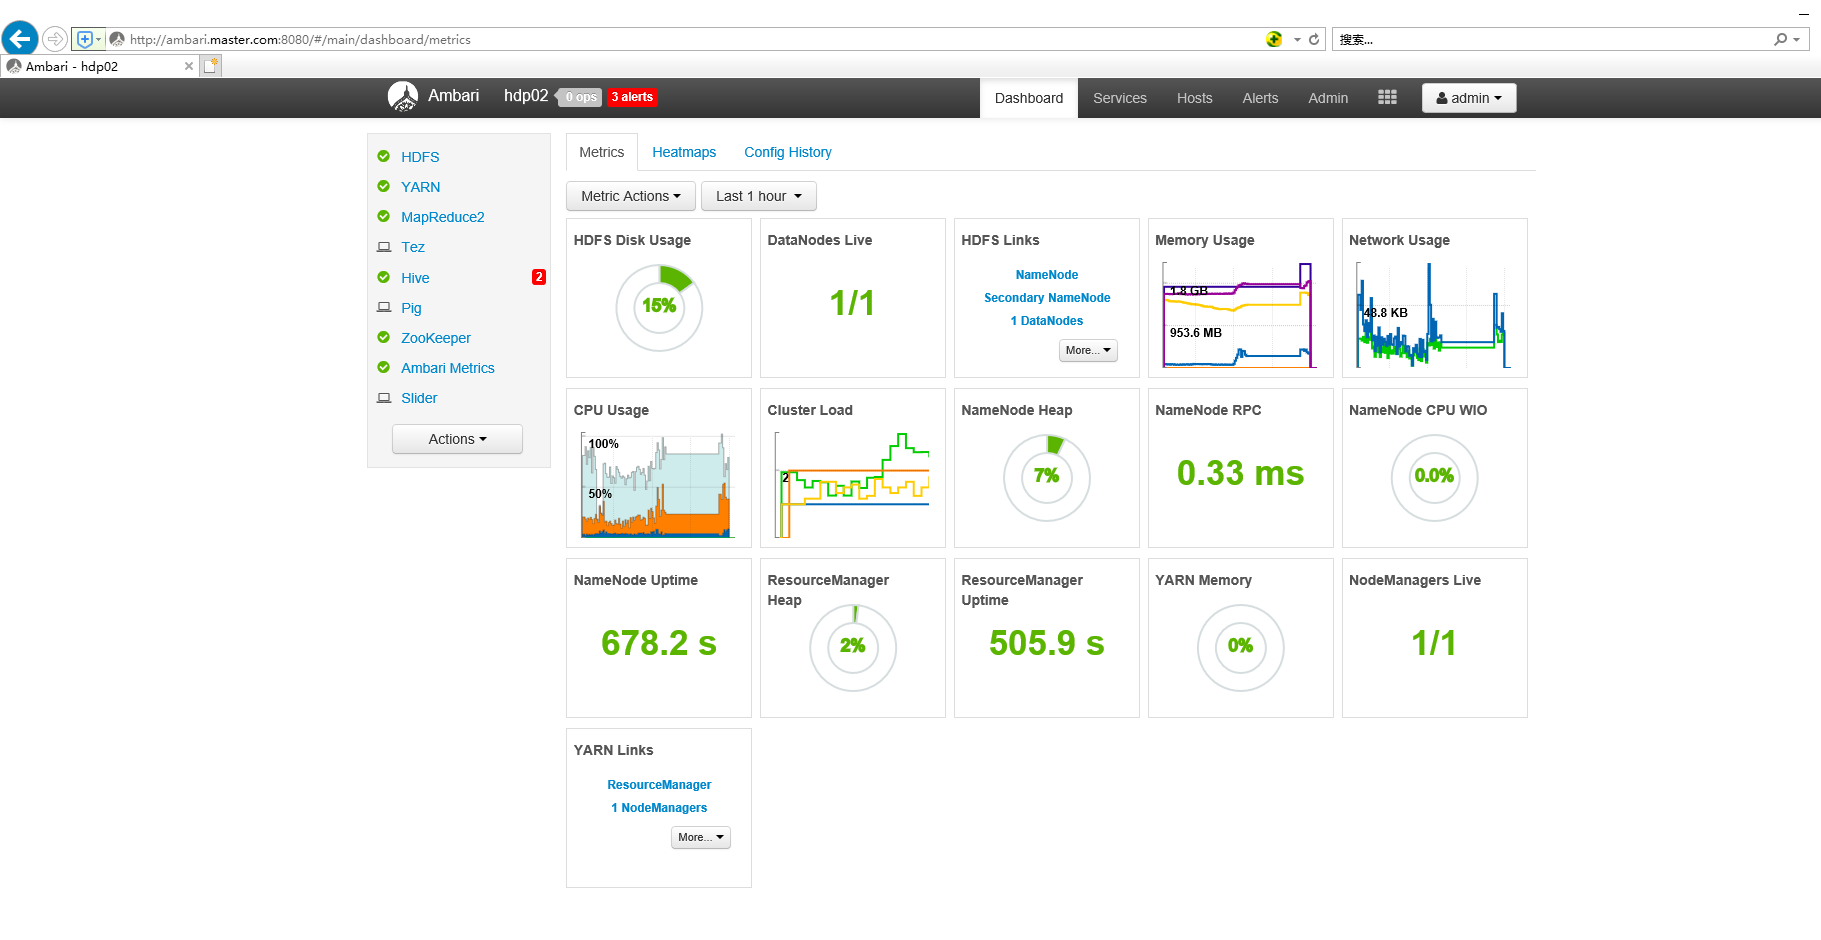 http://ambari.master.com:8080/#/main/dashboard/metrics
搜索...
Ambari - hdp02
Ambari hdp02 0 ops 3 alerts
Dashboard Services Hosts Alerts Admin admin
HDFS
YARN
MapReduce2
Tez
Hive 2
Pig
ZooKeeper
Ambari Metrics
Slider
Actions
Metrics Heatmaps Config History
Metric Actions Last 1 hour
HDFS Disk Usage
15%
DataNodes Live
1/1
HDFS Links
NameNode
Secondary NameNode
1 DataNodes
More...
Memory Usage
1.8 GB
953.6 MB
Network Usage
48.8 KB
CPU Usage
100%
50%
Cluster Load
2
NameNode Heap
7%
NameNode RPC
0.33 ms
NameNode CPU WIO
0.0%
NameNode Uptime
678.2 s
ResourceManager
Heap
2%
ResourceManager
Uptime
505.9 s
YARN Memory
0%
NodeManagers Live
1/1
YARN Links
ResourceManager
1 NodeManagers
More...